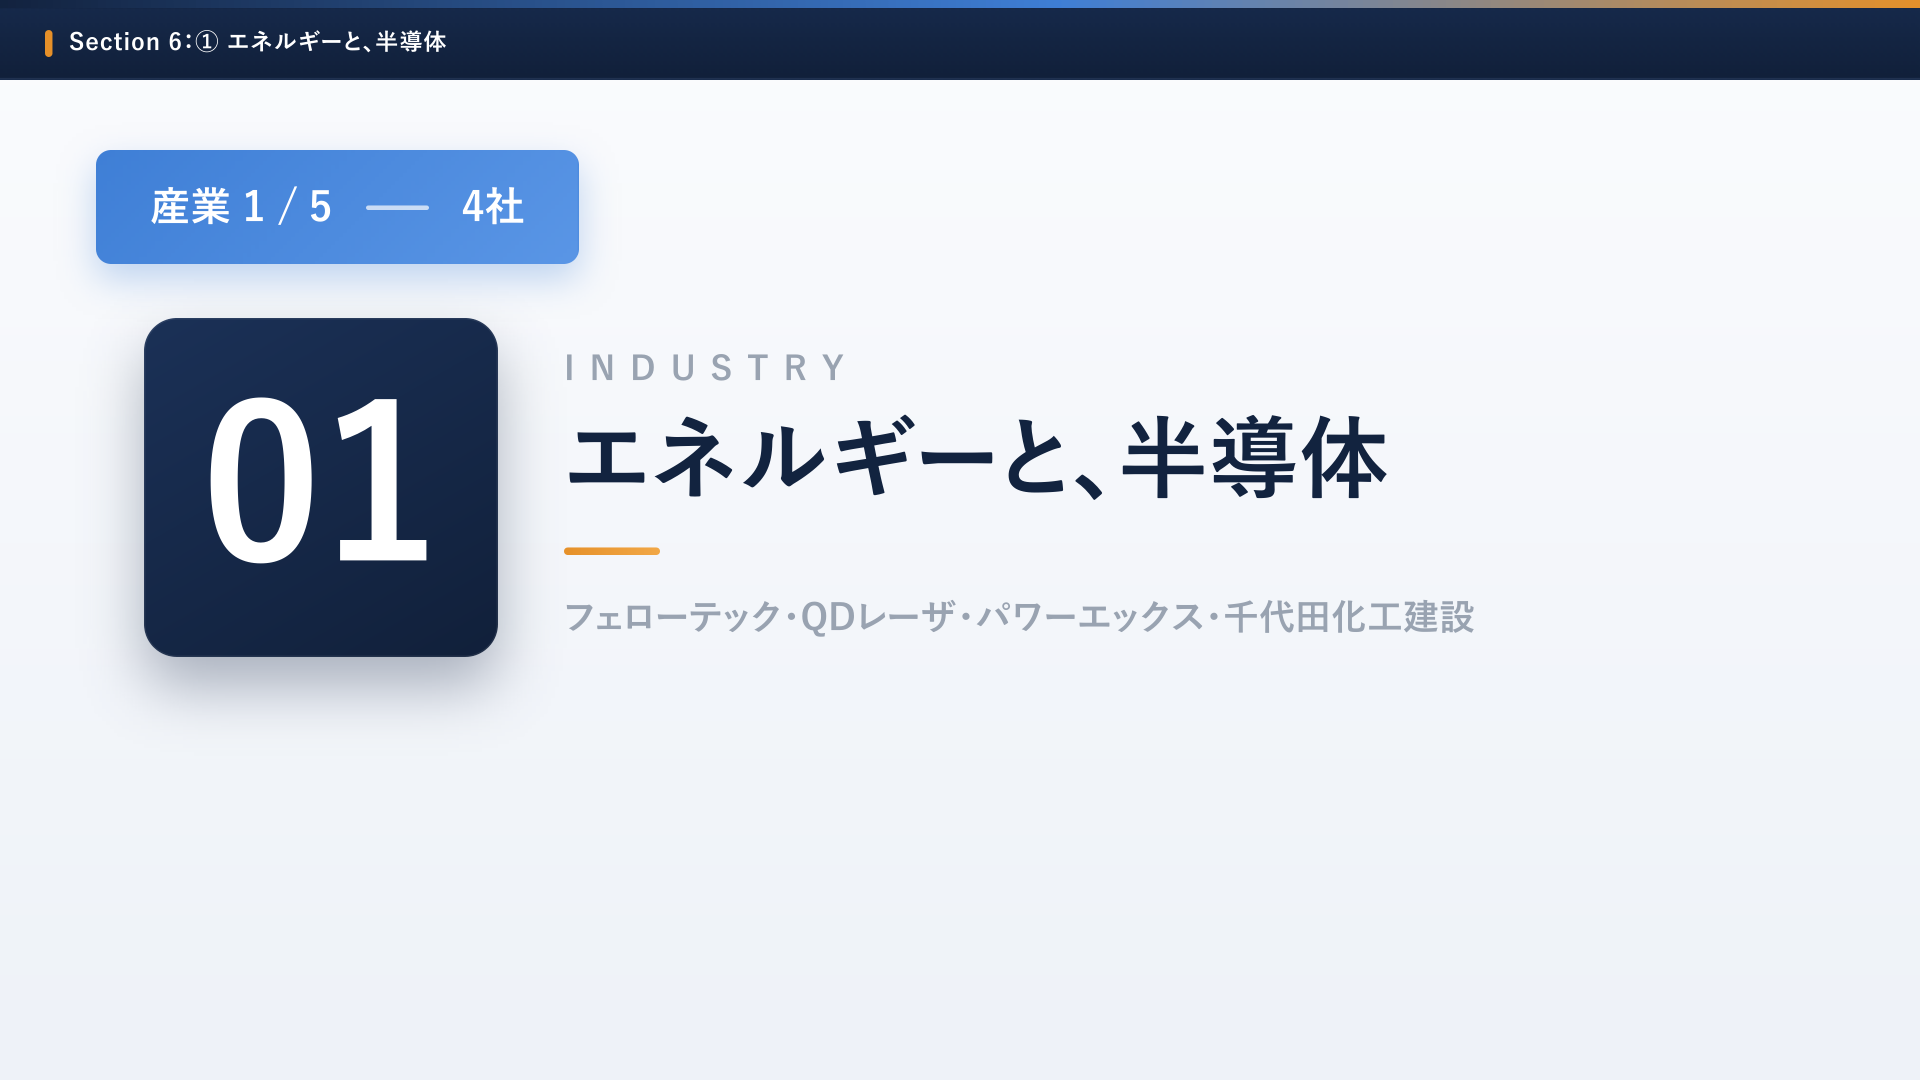 Section 6:① エネルギーと、半導体
産業 1 / 5 — 4社
01
INDUSTRY
エネルギーと、半導体
フェローテック・QDレーザ・パワーエックス・千代田化工建設